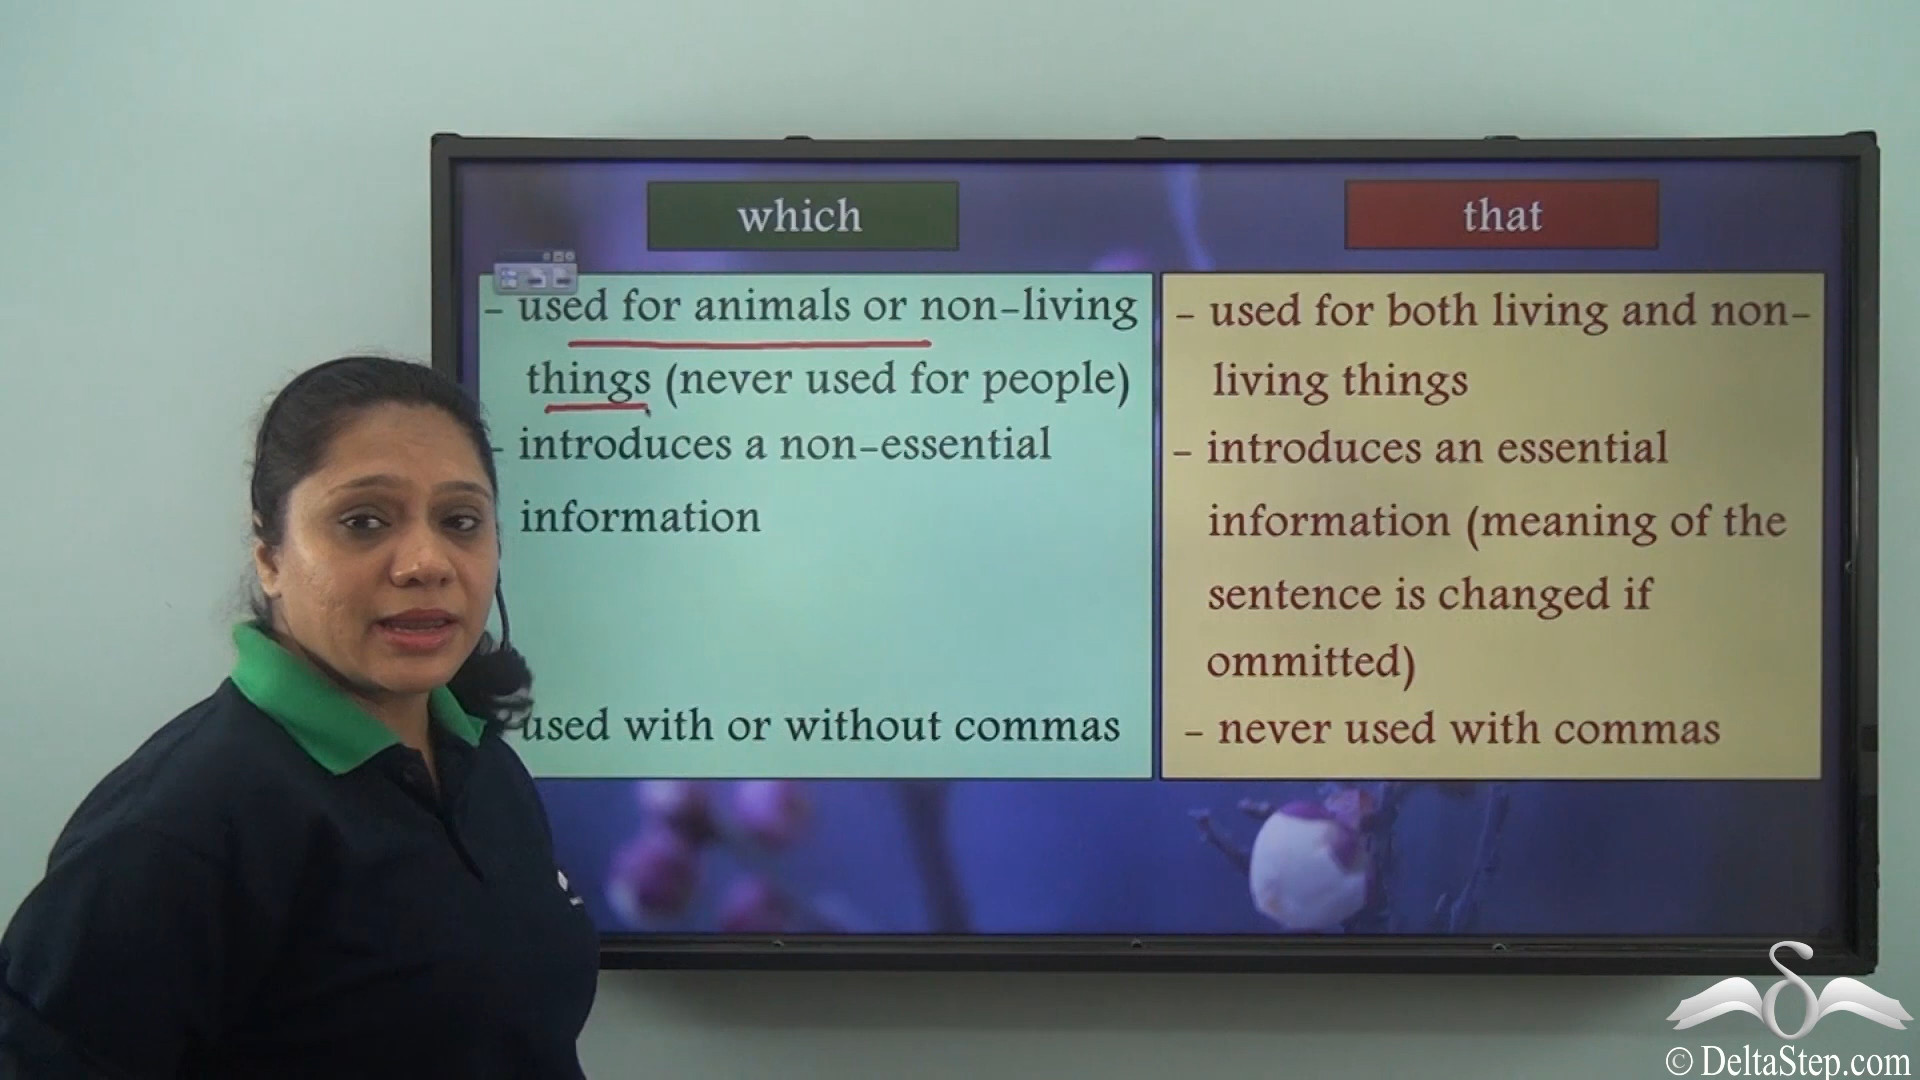 which
- used for animals or non-living
things (never used for people)
- introduces a non-essential
information
used with or without commas
that
- used for both living and non-
living things
- introduces an essential
information (meaning of the
sentence is changed if
ommitted)
- never used with commas
© DeltaStep.com